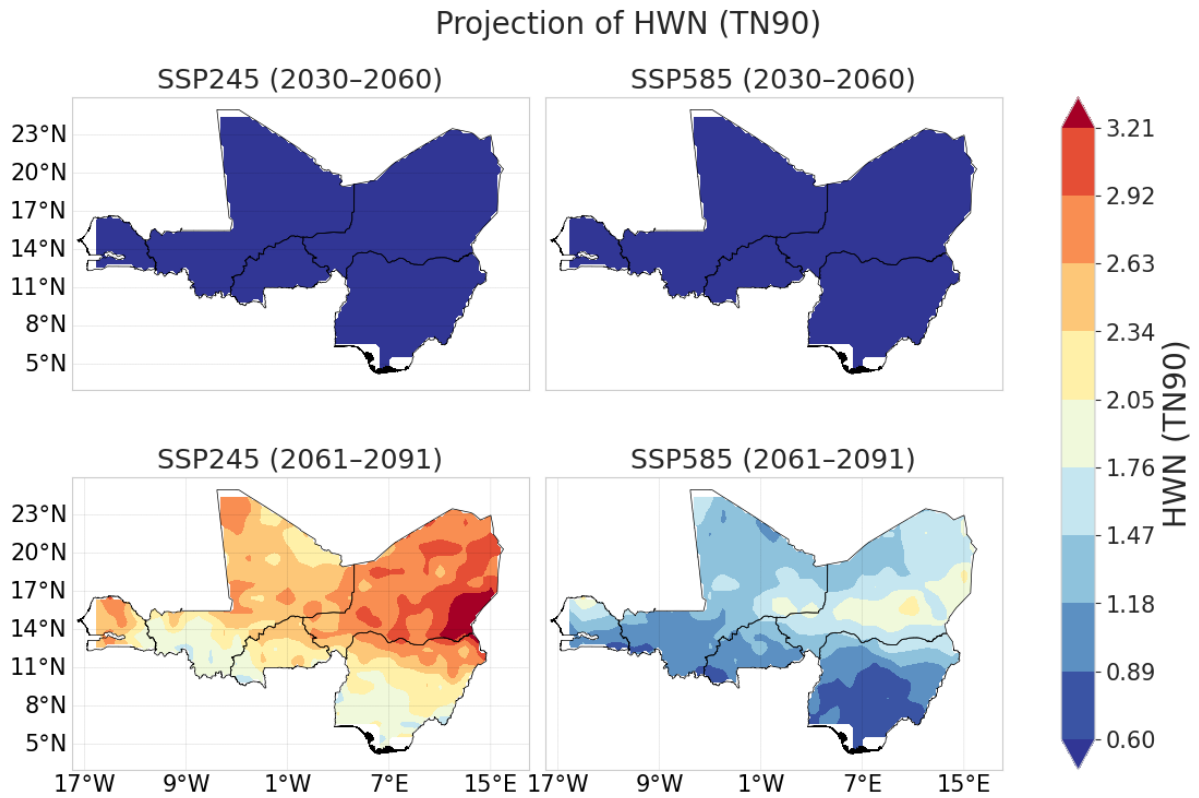 Projection of HWN (TN90)
SSP245 (2030–2060)
SSP585 (2030–2060)
23°N
20°N
17°N
14°N
11°N
8°N
5°N
SSP245 (2061–2091)
SSP585 (2061–2091)
23°N
20°N
17°N
14°N
11°N
8°N
5°N
17°W 9°W 1°W 7°E 15°E
17°W 9°W 1°W 7°E 15°E
3.21
2.92
2.63
2.34
2.05
1.76
1.47
1.18
0.89
0.60
HWN (TN90)